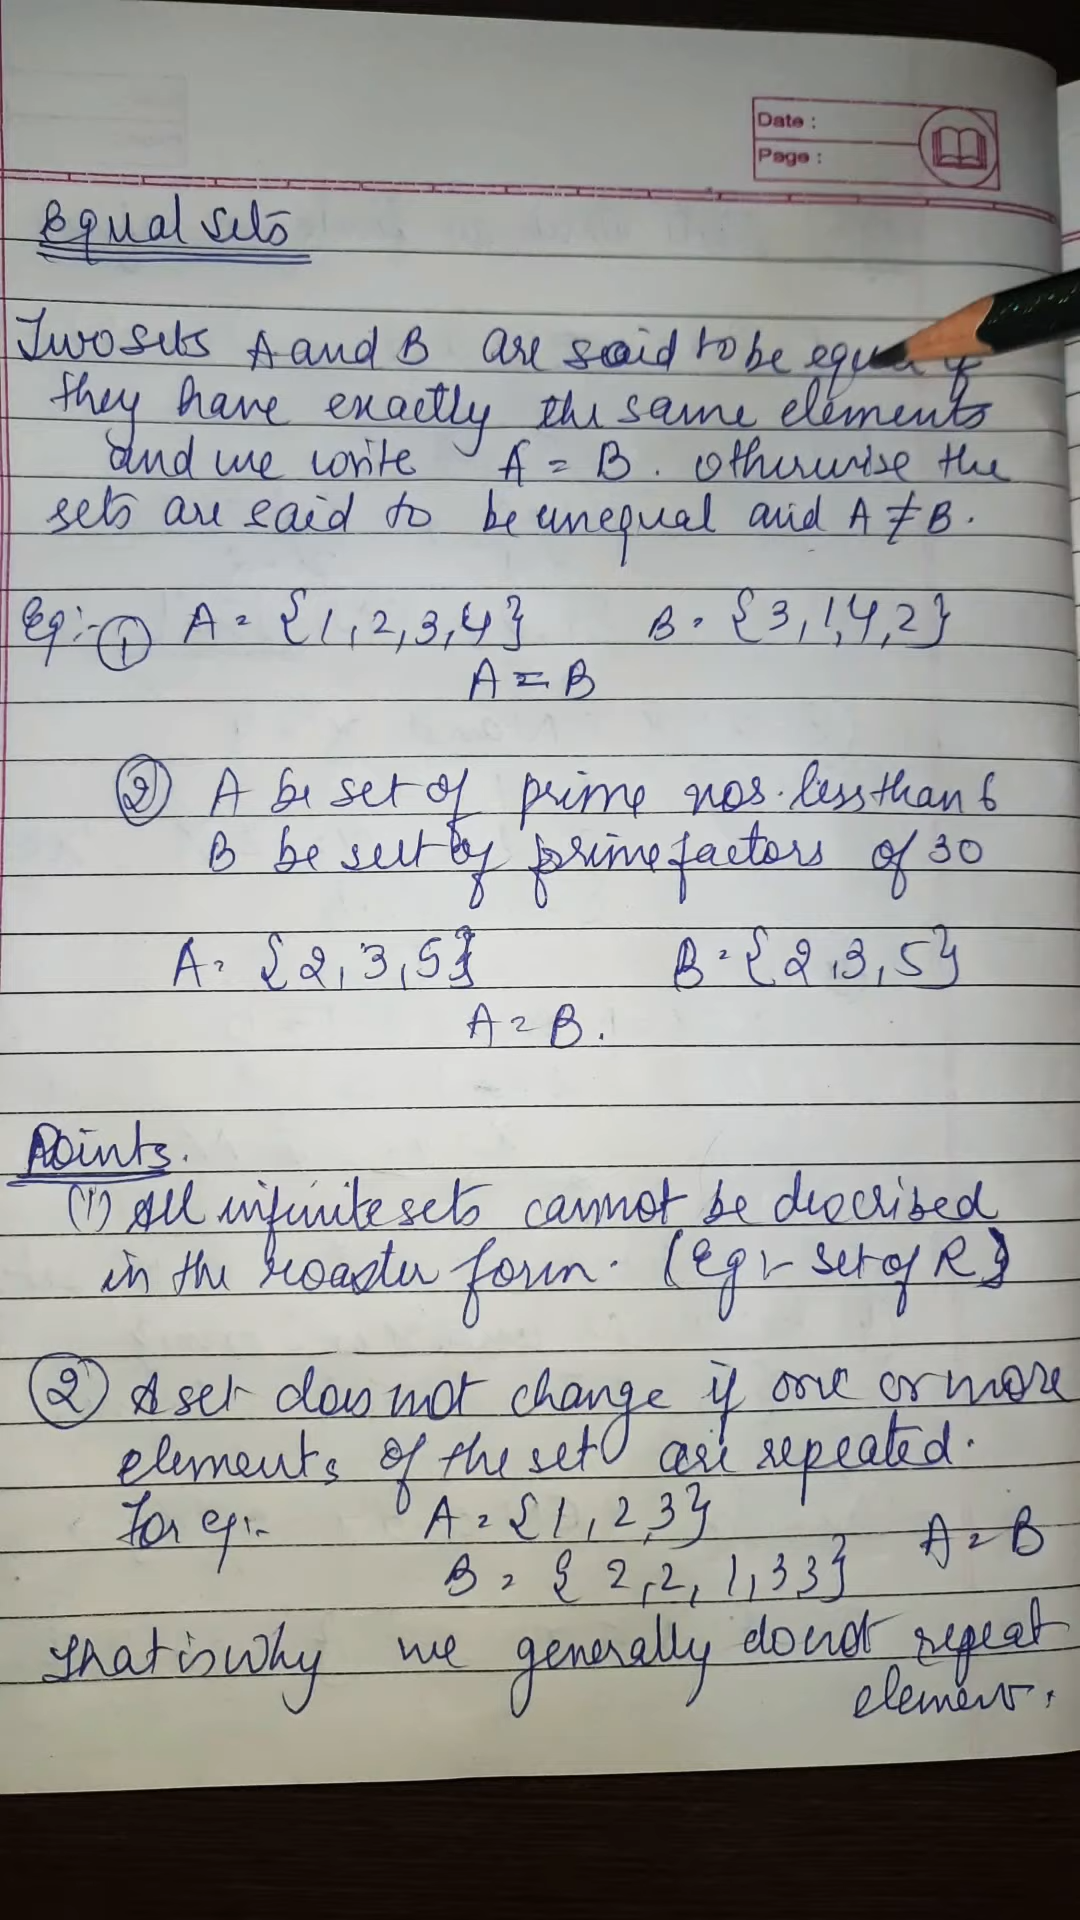 Date :
Page :
Equal sets
Two sets A and B are said to be equal if
they have exactly the same elements
and we write A = B. otherwise the
sets are said to be unequal and A ≠ B.
Eg:- ① A = {1, 2, 3, 4} B = {3, 1, 4, 2}
A = B
② A be set of prime nos. less than 6
B be set of prime factors of 30
A = {2, 3, 5} B = {2, 3, 5}
A = B.
Points.
(1) All infinite sets cannot be described
in the roaster form. (Eg:- Set of R)
② A set does not change if one or more
elements of the set are repeated.
For eg:- A = {1, 2, 3}
B = {2, 2, 1, 3 3} A = B
That is why we generally do not repeat
element.